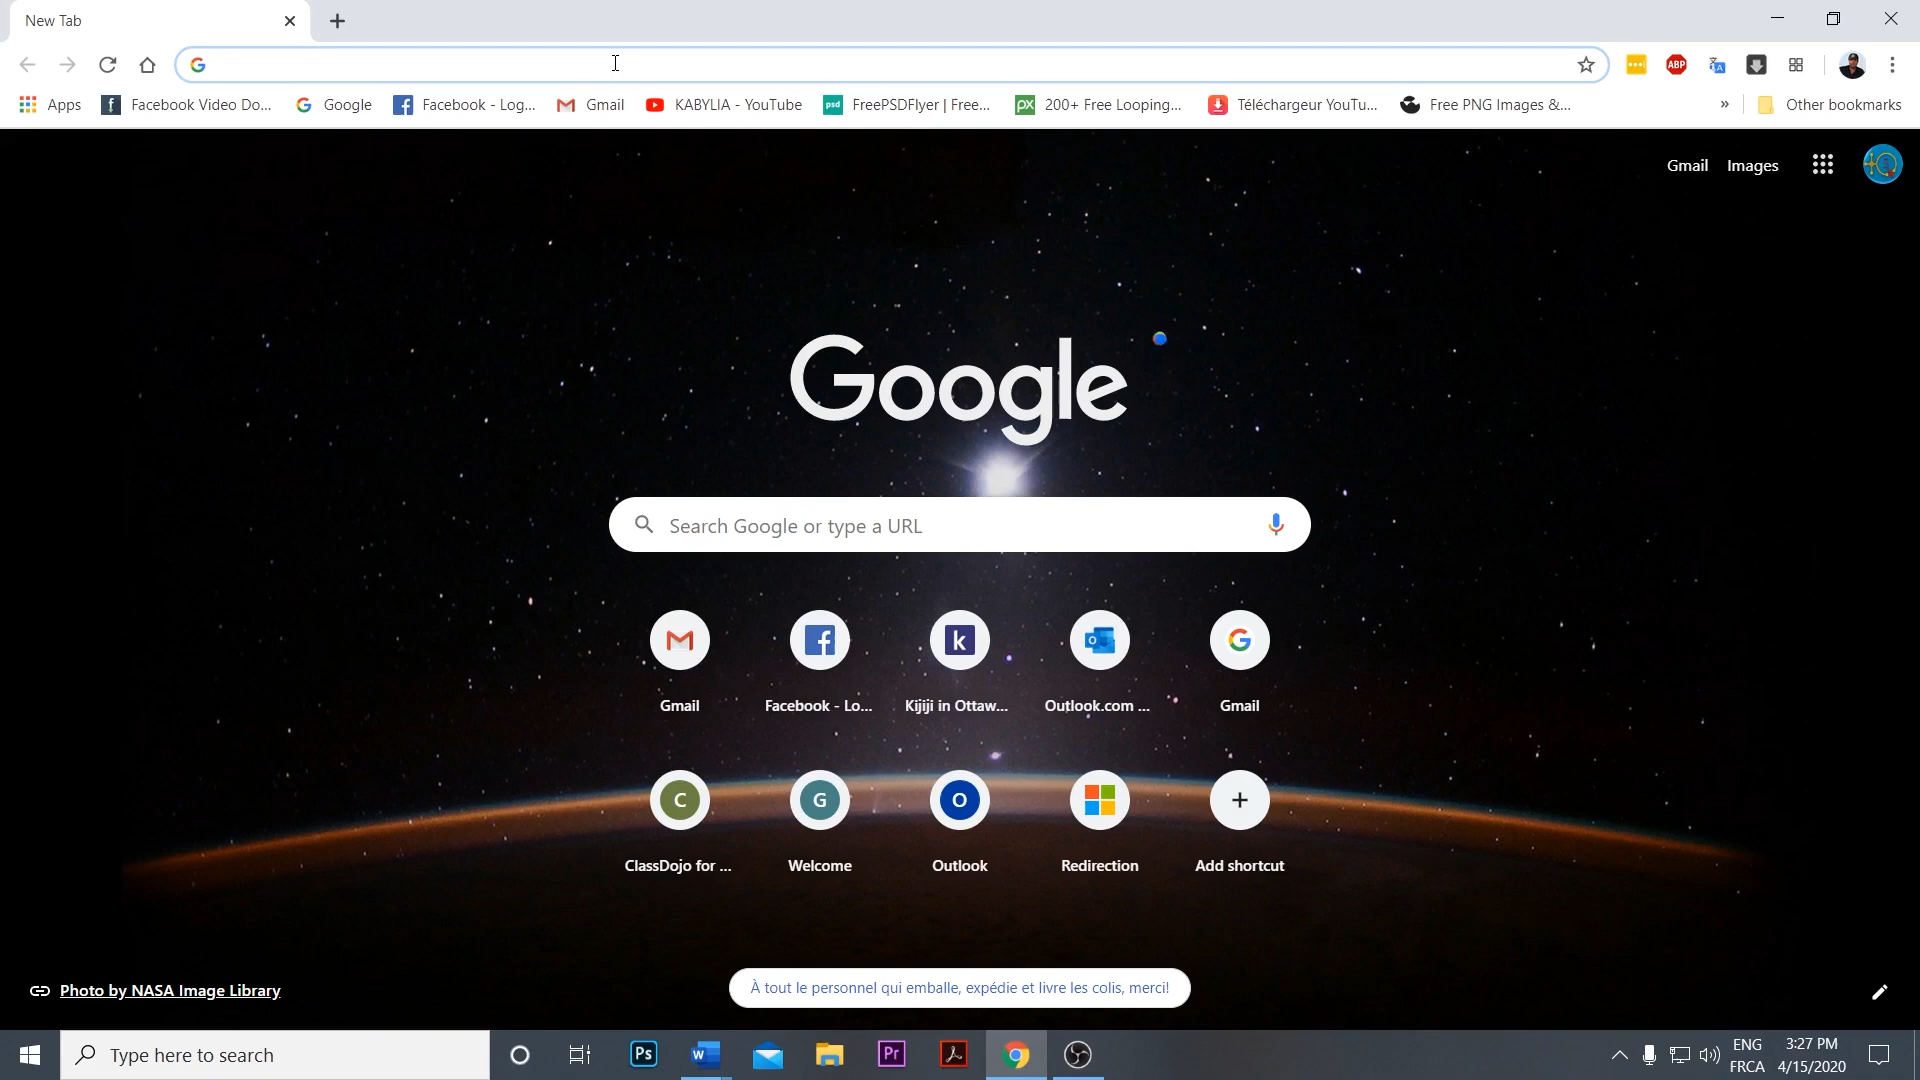 New Tab
Apps Facebook Video Do... Google Facebook - Log... Gmail KABYLIA - YouTube FreePSDFlyer | Free... 200+ Free Looping... Téléchargeur YouTu... Free PNG Images &... » Other bookmarks
Gmail Images
Google
Search Google or type a URL
Gmail Facebook - Lo... Kijiji in Ottaw... Outlook.com ... Gmail
ClassDojo for ... Welcome Outlook Redirection Add shortcut
Photo by NASA Image Library
À tout le personnel qui emballe, expédie et livre les colis, merci!
Type here to search
ENG 3:27 PM
FRCA 4/15/2020